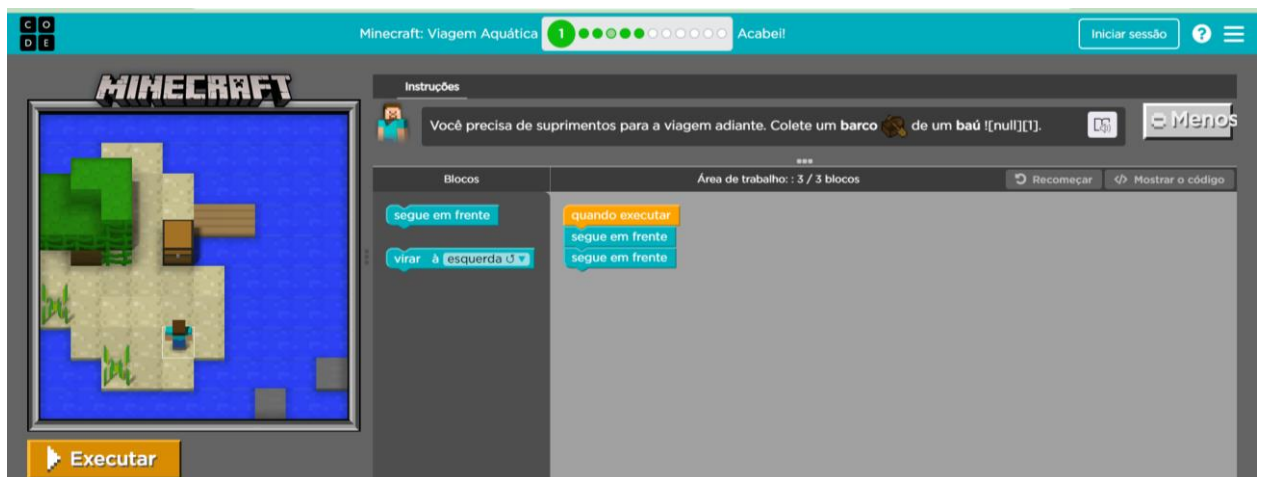 C O
D E
Minecraft: Viagem Aquática 1 Acabei!
Iniciar sessão ?
MINECRAFT
Instruções
Você precisa de suprimentos para a viagem adiante. Colete um barco de um baú ![null][1].
Menos
Blocos
Área de trabalho: : 3 / 3 blocos
Recomeçar
</> Mostrar o código
segue em frente
virar à esquerda ↺ ▼
quando executar
segue em frente
segue em frente
Executar